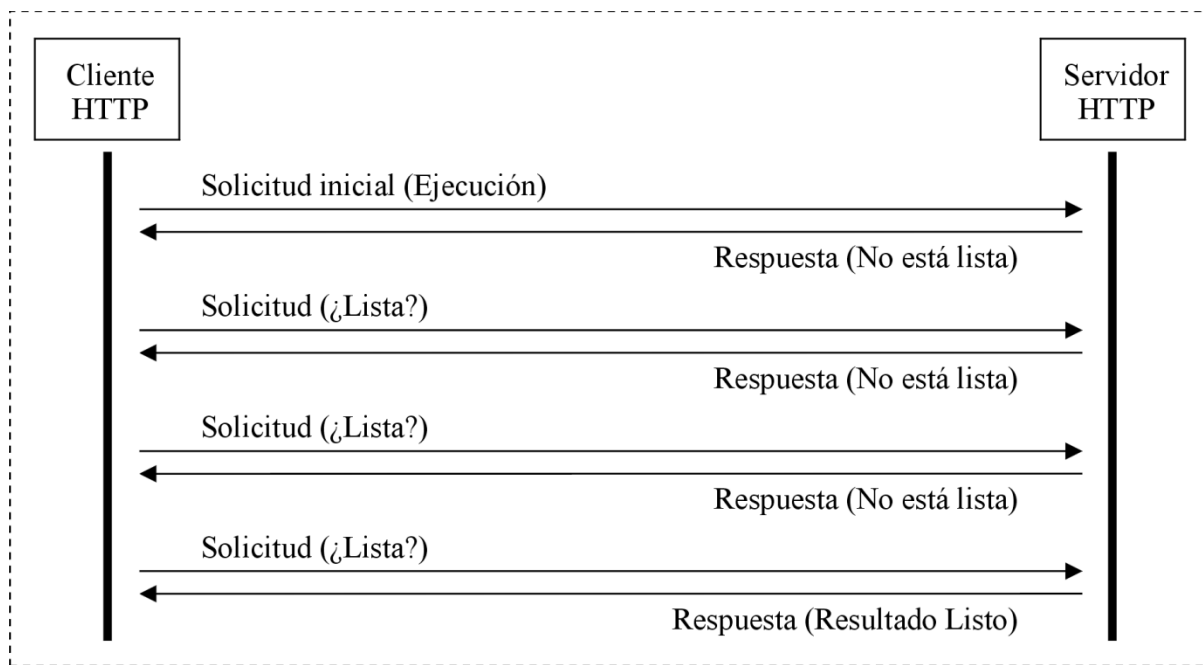 Cliente
HTTP
Servidor
HTTP
Solicitud inicial (Ejecución)
Respuesta (No está lista)
Solicitud (¿Lista?)
Respuesta (No está lista)
Solicitud (¿Lista?)
Respuesta (No está lista)
Solicitud (¿Lista?)
Respuesta (Resultado Listo)